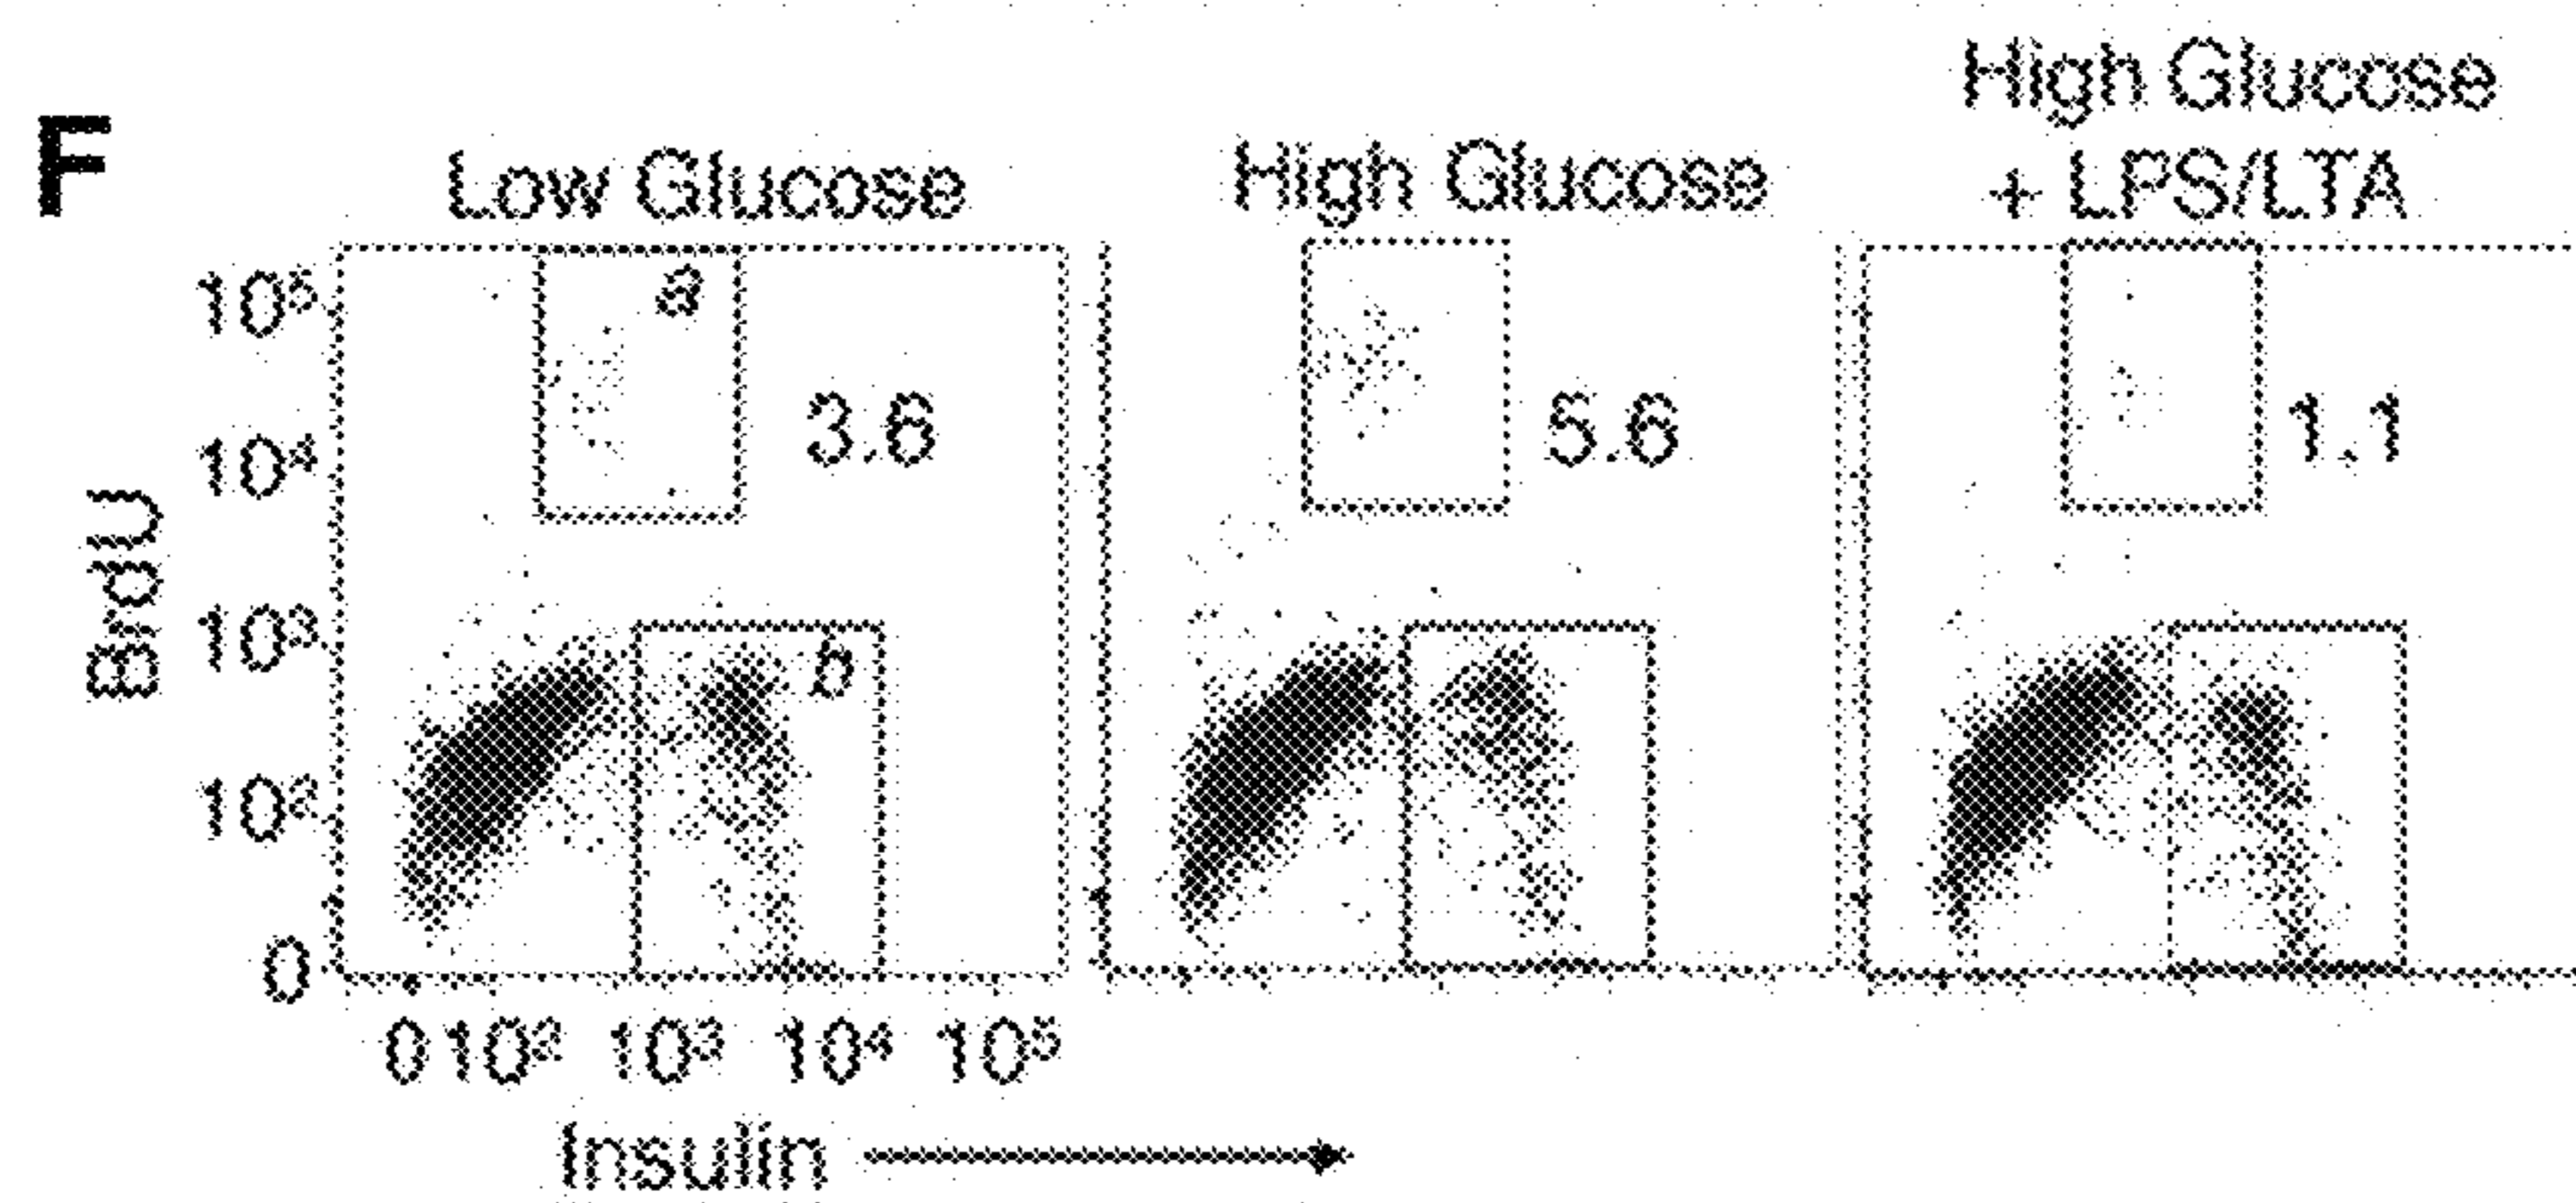 F
Low Glucose
High Glucose
High Glucose
+ LPS/LTA
BrdU
10⁵
10⁴
10³
10²
0
a
3.6
b
5.6
1.1
0 10² 10³ 10⁴ 10⁵
Insulin